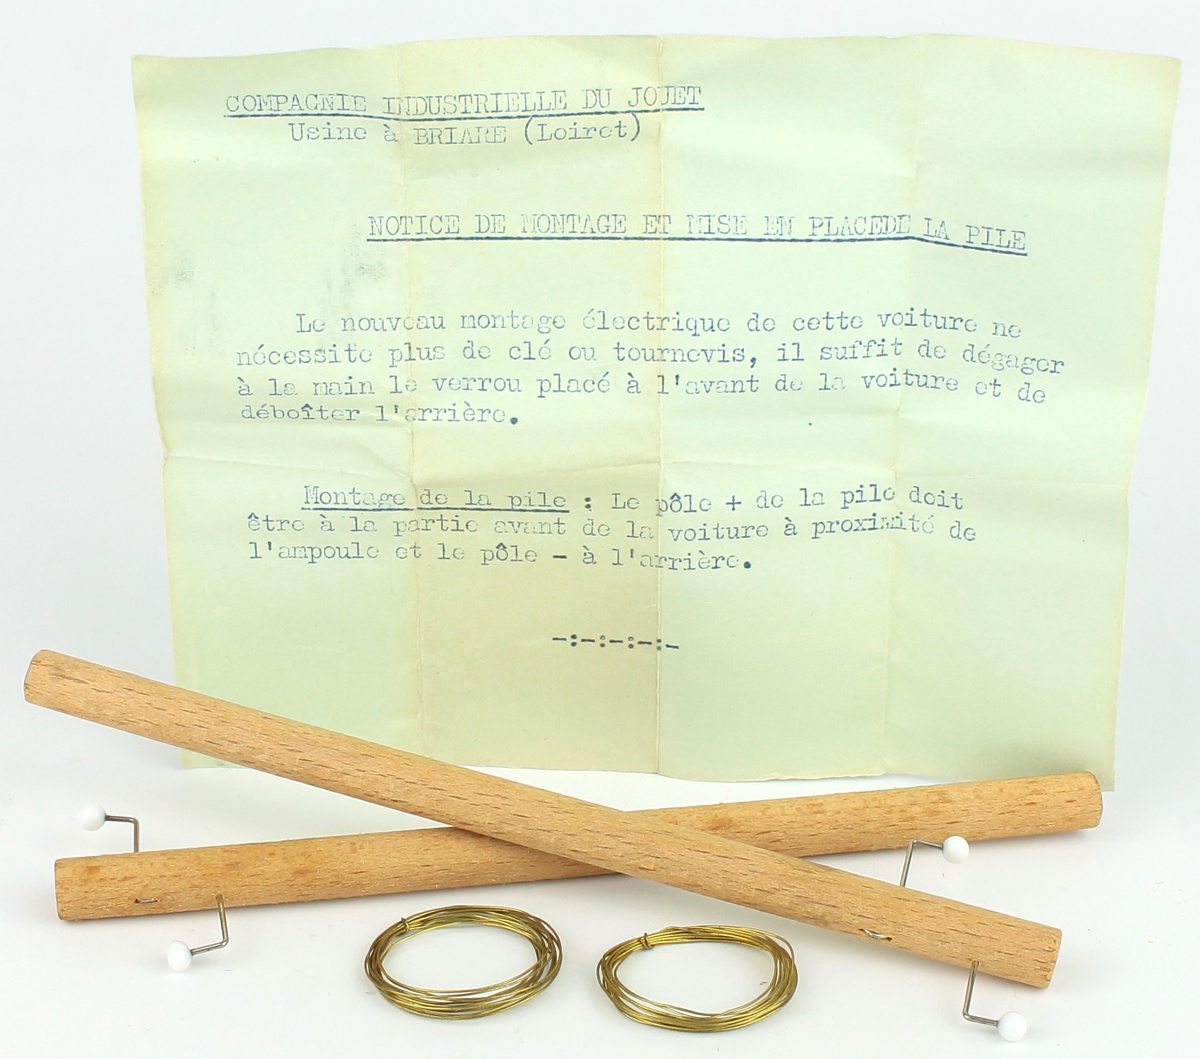 COMPAGNIE INDUSTRIELLE DU JOUET
Usine à BRIARE (Loiret)
NOTICE DE MONTAGE ET MISE EN PLACEDE LA PILE
Le nouveau montage électrique de cette voiture ne
nécessite plus de clé ou tournevis, il suffit de dégager
à la main le verrou placé à l'avant de la voiture et de
déboîter l'arrière.
Montage de la pile : Le pôle + de la pile doit
être à la partie avant de la voiture à proximité de
l'ampoule et le pôle - à l'arrière.
-:-:-:-:-